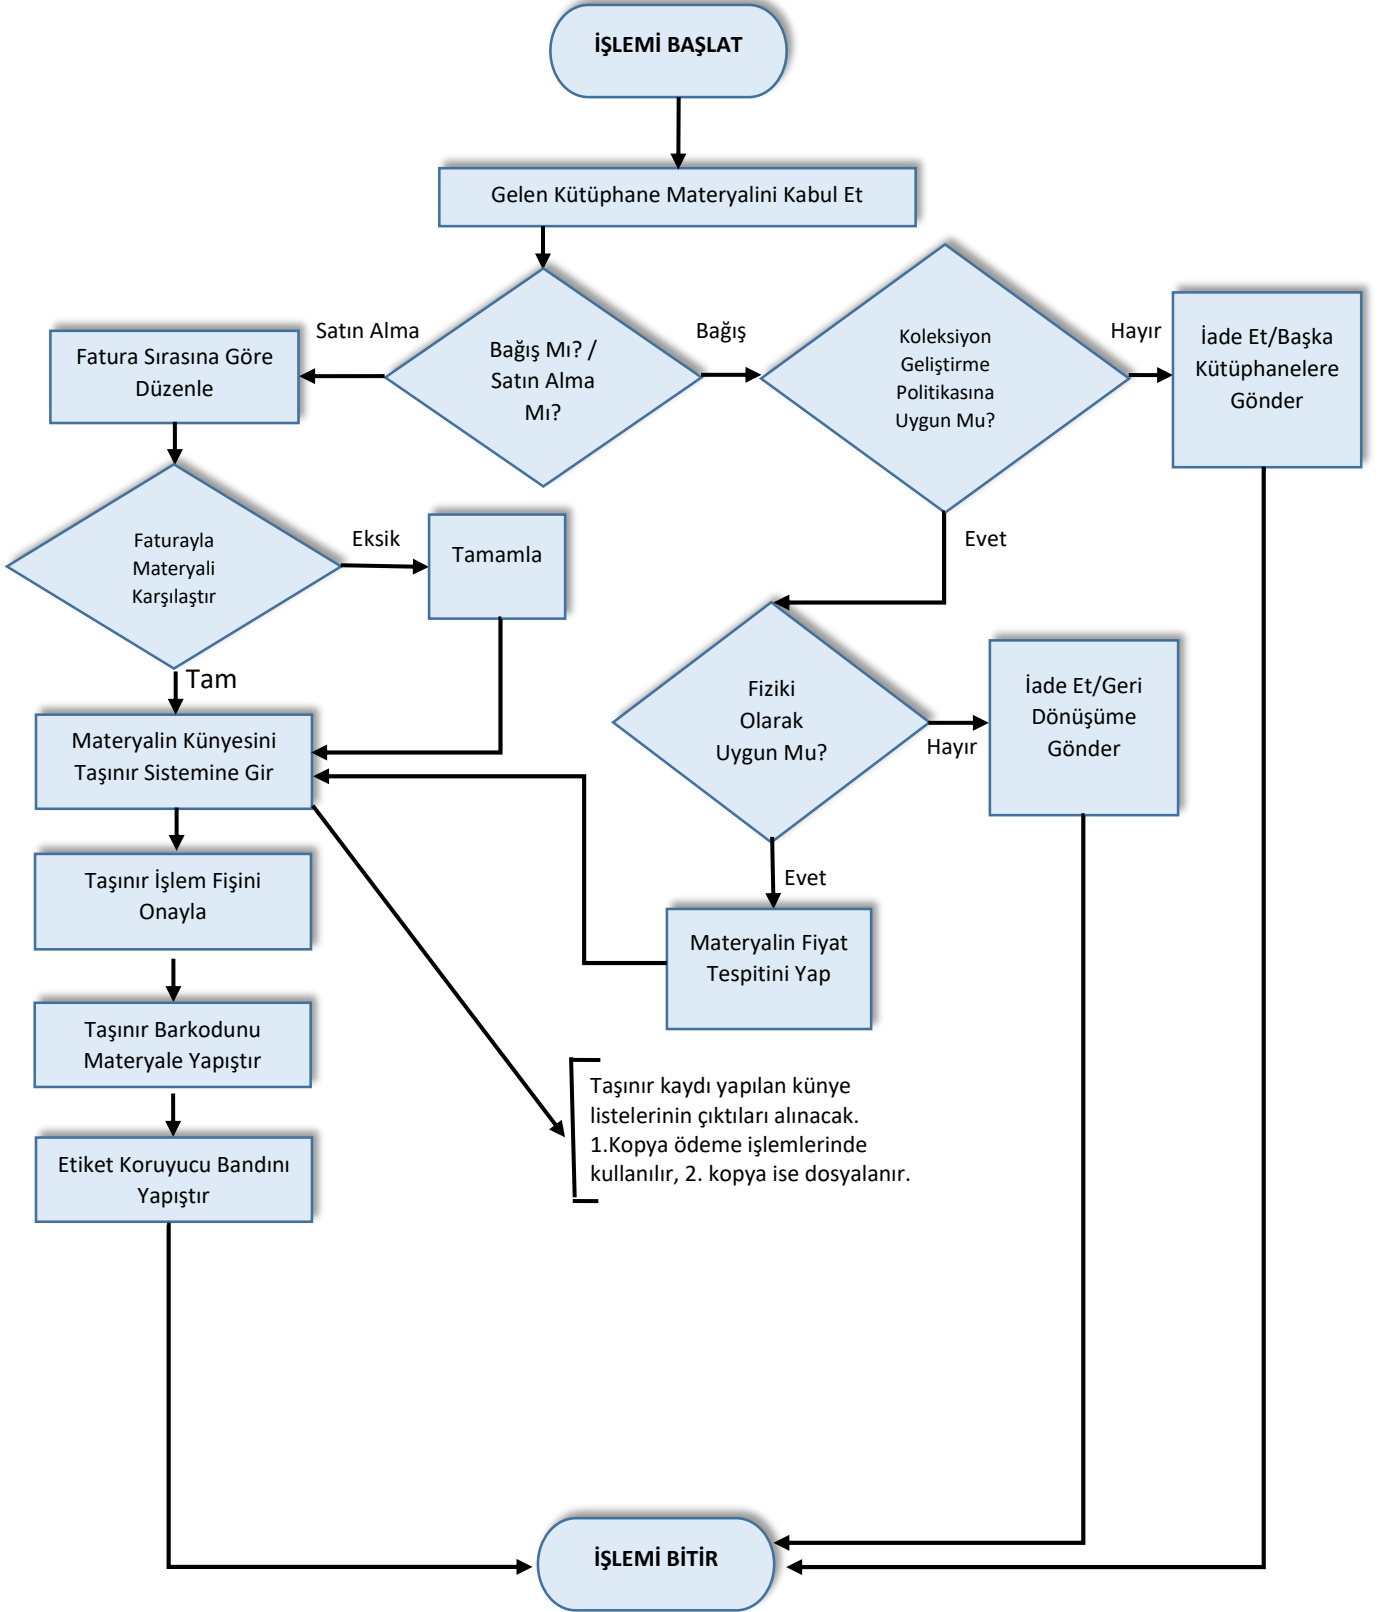 İŞLEMİ BAŞLAT
Gelen Kütüphane Materyalini Kabul Et
Satın Alma
Bağış Mı? /
Satın Alma
Mı?
Bağış
Koleksiyon
Geliştirme
Politikasına
Uygun Mu?
Hayır
İade Et/Başka
Kütüphanelere
Gönder
Fatura Sırasına Göre
Düzenle
Faturayla
Materyali
Karşılaştır
Eksik
Tamamla
Evet
Tam
Fiziki
Olarak
Uygun Mu?
Hayır
İade Et/Geri
Dönüşüme
Gönder
Materyalin Künyesini
Taşınır Sistemine Gir
Evet
Taşınır İşlem Fişini
Onayla
Materyalin Fiyat
Tespitini Yap
Taşınır Barkodunu
Materyale Yapıştır
Taşınır kaydı yapılan künye
listelerinin çıktıları alınacak.
1.Kopya ödeme işlemlerinde
kullanılır, 2. kopya ise dosyalanır.
Etiket Koruyucu Bandını
Yapıştır
İŞLEMİ BİTİR